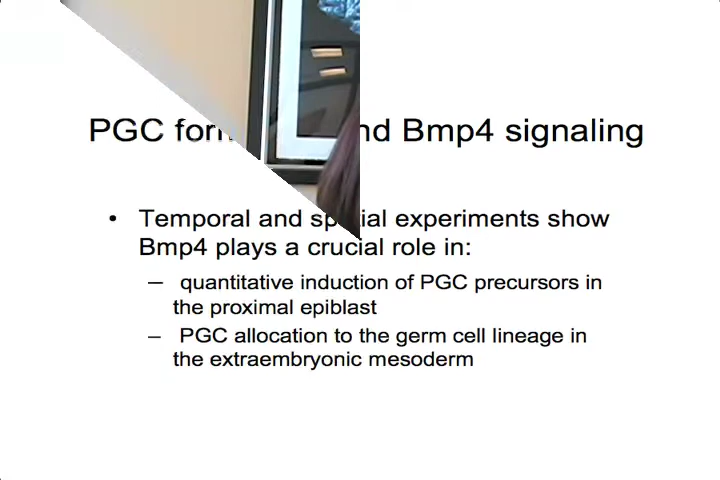 PGC for nd Bmp4 signaling
• Temporal and sp ial experiments show
Bmp4 plays a crucial role in:
– quantitative induction of PGC precursors in
the proximal epiblast
– PGC allocation to the germ cell lineage in
the extraembryonic mesoderm